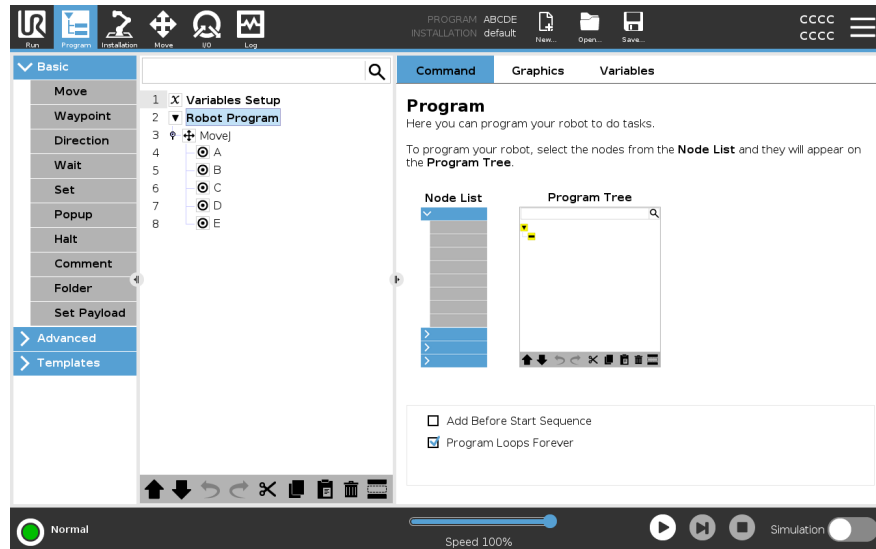 UR
PROGRAM ABCDE
INSTALLATION default
cccc
cccc
Run Program Installation Move I/O Log New... Open... Save...
Basic
Move
Waypoint
Direction
Wait
Set
Popup
Halt
Comment
Folder
Set Payload
Advanced
Templates
1 X Variables Setup
2 Robot Program
3 MoveJ
4 A
5 B
6 C
7 D
8 E
Command Graphics Variables
Program
Here you can program your robot to do tasks.
To program your robot, select the nodes from the Node List and they will appear on
the Program Tree.
Node List Program Tree
Add Before Start Sequence
Program Loops Forever
Normal
Speed 100%
Simulation